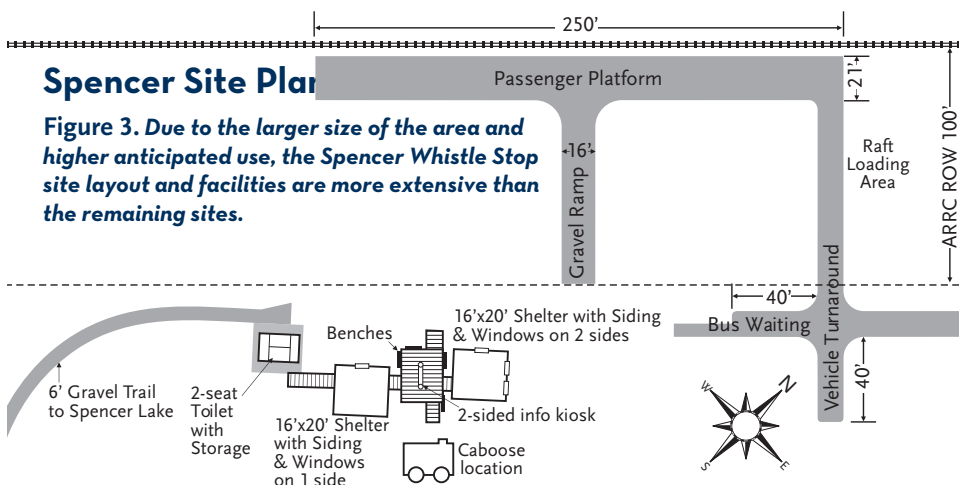 250’
Spencer Site Plan
Figure 3. Due to the larger size of the area and
higher anticipated use, the Spencer Whistle Stop
site layout and facilities are more extensive than
the remaining sites.
Passenger Platform
21’
Raft
Loading
Area
ARRC ROW 100’
16’
Gravel Ramp
40’
Bus Waiting
Vehicle Turnaround
40’
6’ Gravel Trail
to Spencer Lake
2-seat
Toilet
with
Storage
Benches
16’x20’ Shelter with Siding
& Windows on 2 sides
2-sided info kiosk
16’x20’ Shelter
with Siding
& Windows
on 1 side
Caboose
location
N
W
S
E